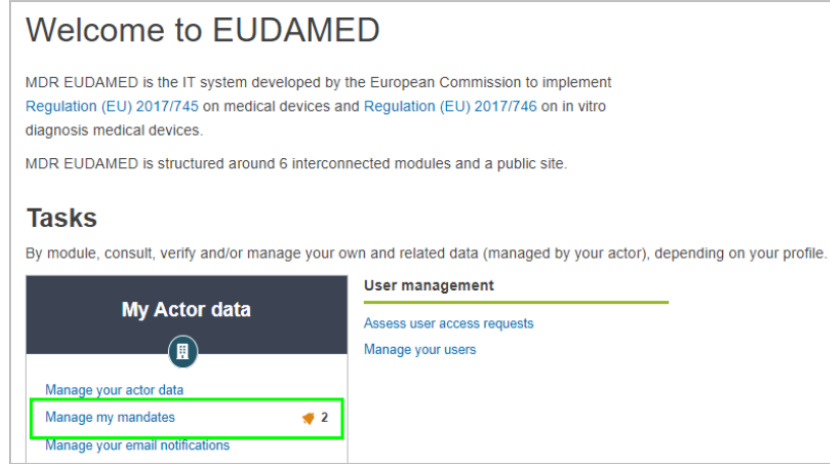 Welcome to EUDAMED
MDR EUDAMED is the IT system developed by the European Commission to implement
Regulation (EU) 2017/745 on medical devices and Regulation (EU) 2017/746 on in vitro
diagnosis medical devices.
MDR EUDAMED is structured around 6 interconnected modules and a public site.
Tasks
By module, consult, verify and/or manage your own and related data (managed by your actor), depending on your profile.
My Actor data
Manage your actor data
Manage my mandates 2
Manage your email notifications
User management
Assess user access requests
Manage your users